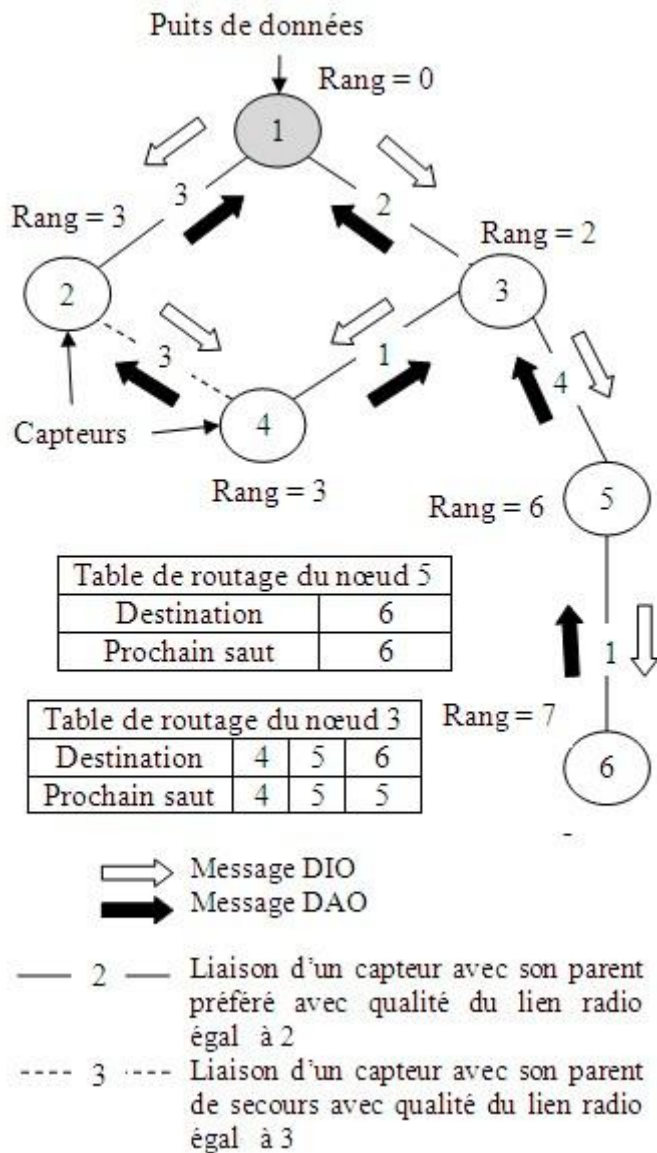 Puits de données
Rang = 0
1
3
2
Rang = 3
Rang = 2
2
3
3
1
4
Capteurs
4
Rang = 3
5
Rang = 6
Table de routage du nœud 5
Destination 6
Prochain saut 6
1
Table de routage du nœud 3
Destination 4 5 6
Prochain saut 4 5 5
Rang = 7
6
Message DIO
Message DAO
2 Liaison d'un capteur avec son parent
préféré avec qualité du lien radio
égal à 2
3 Liaison d'un capteur avec son parent
de secours avec qualité du lien radio
égal à 3